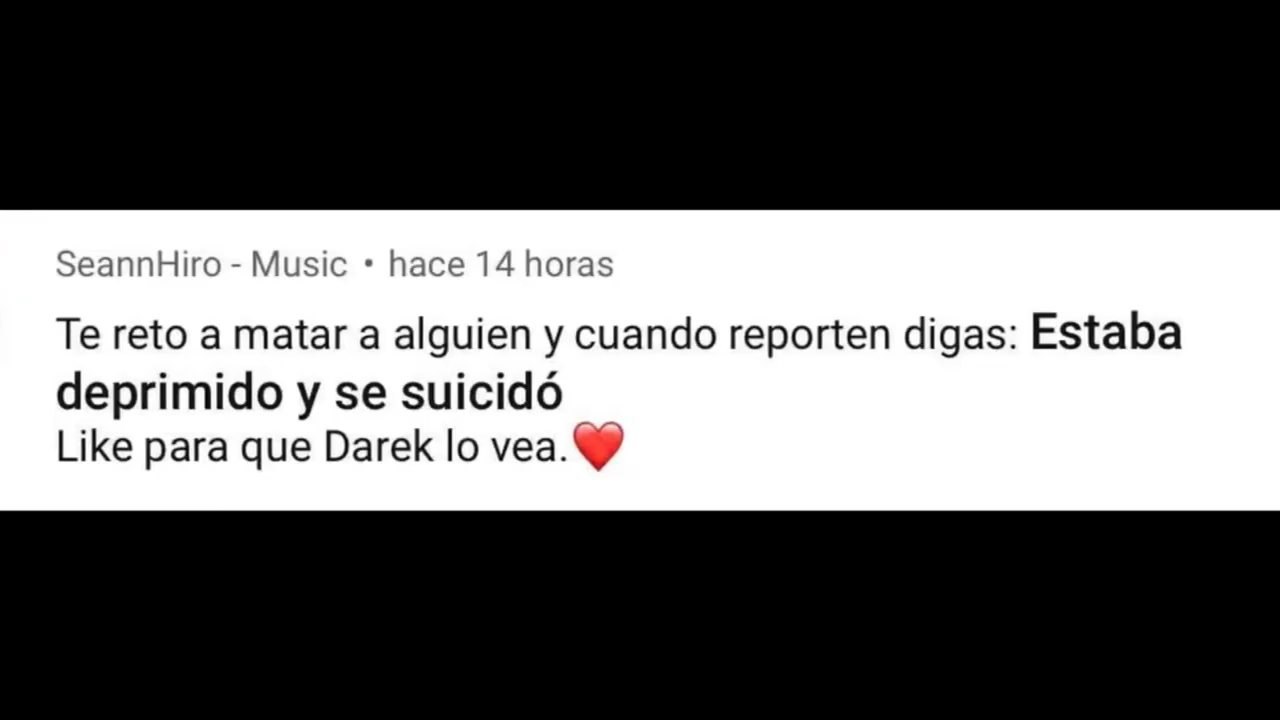 SeannHiro - Music • hace 14 horas
Te reto a matar a alguien y cuando reporten digas: Estaba
deprimido y se suicidó
Like para que Darek lo vea.❤️